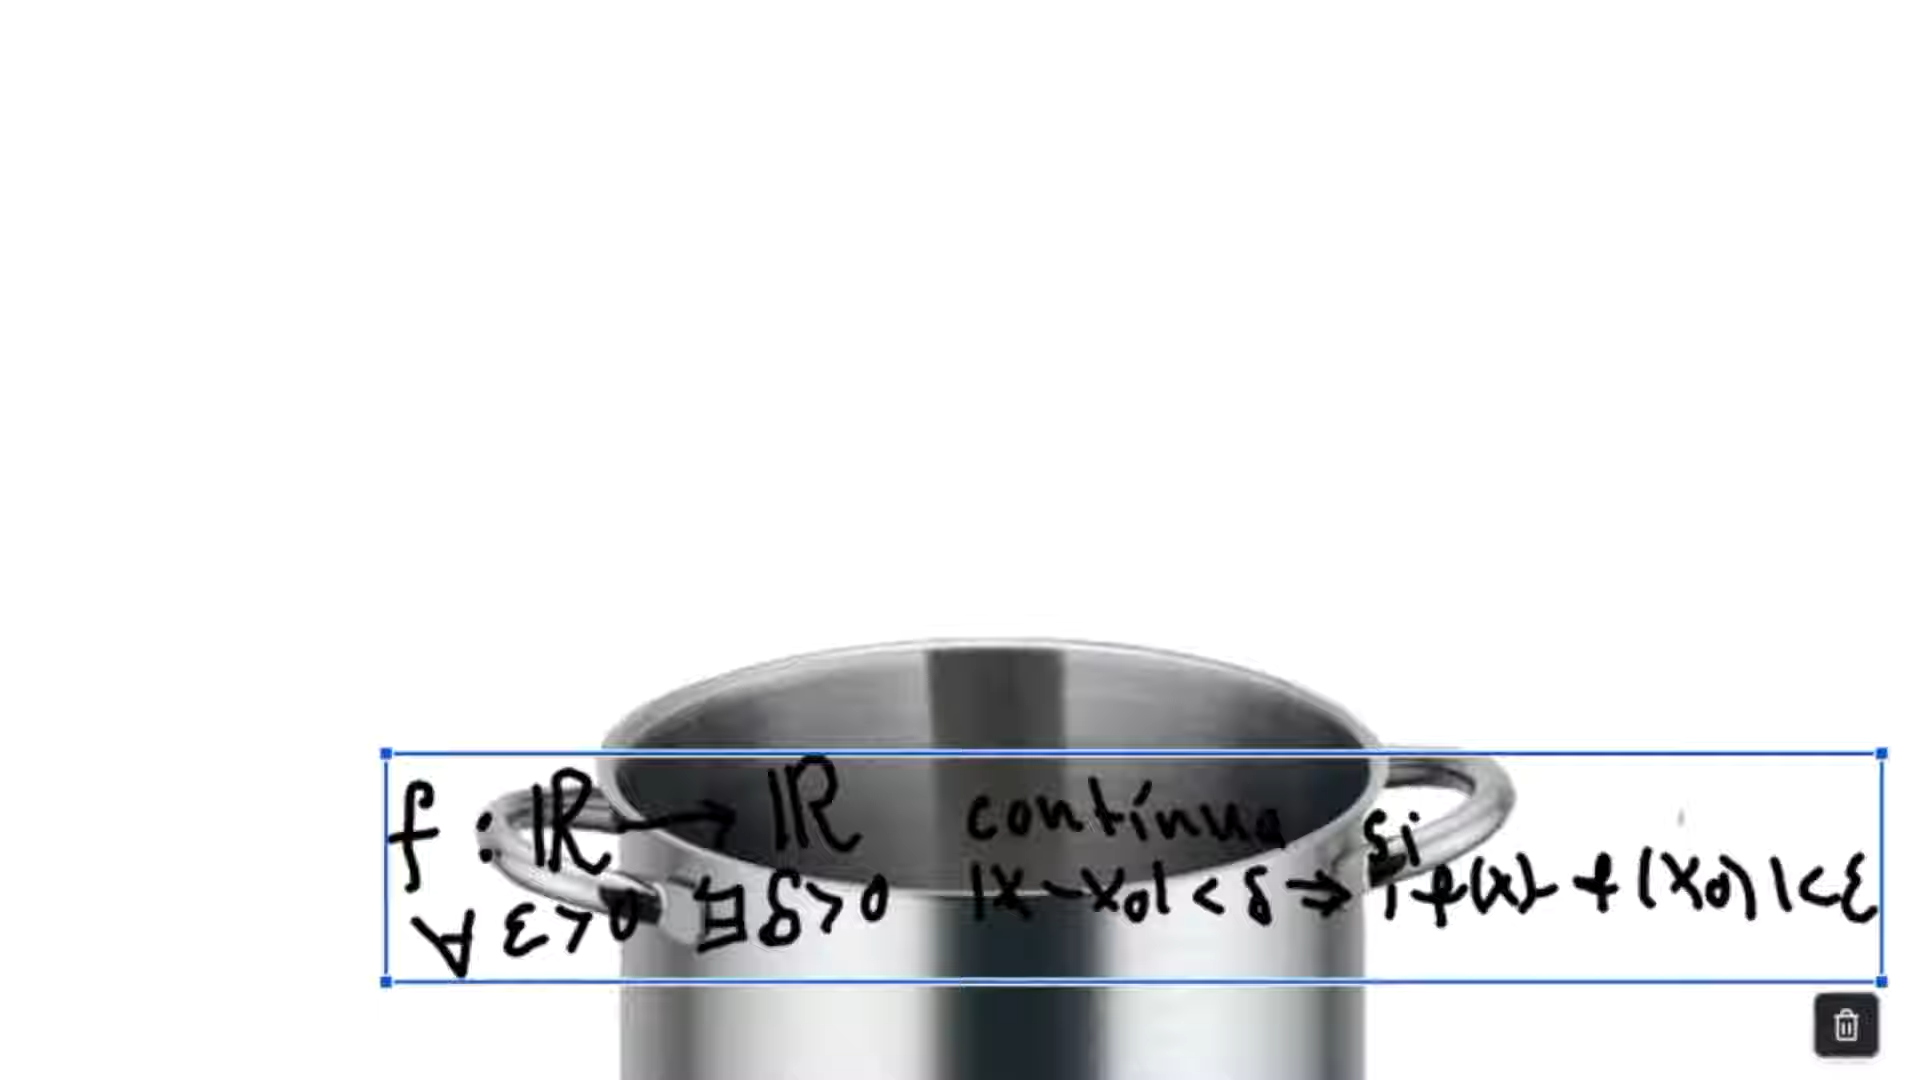 f: ℝ → ℝ continua si
∀ ε>0 ∃δ>0 |x-x₀|<δ ⇒ |f(x)-f(x₀)|<ε